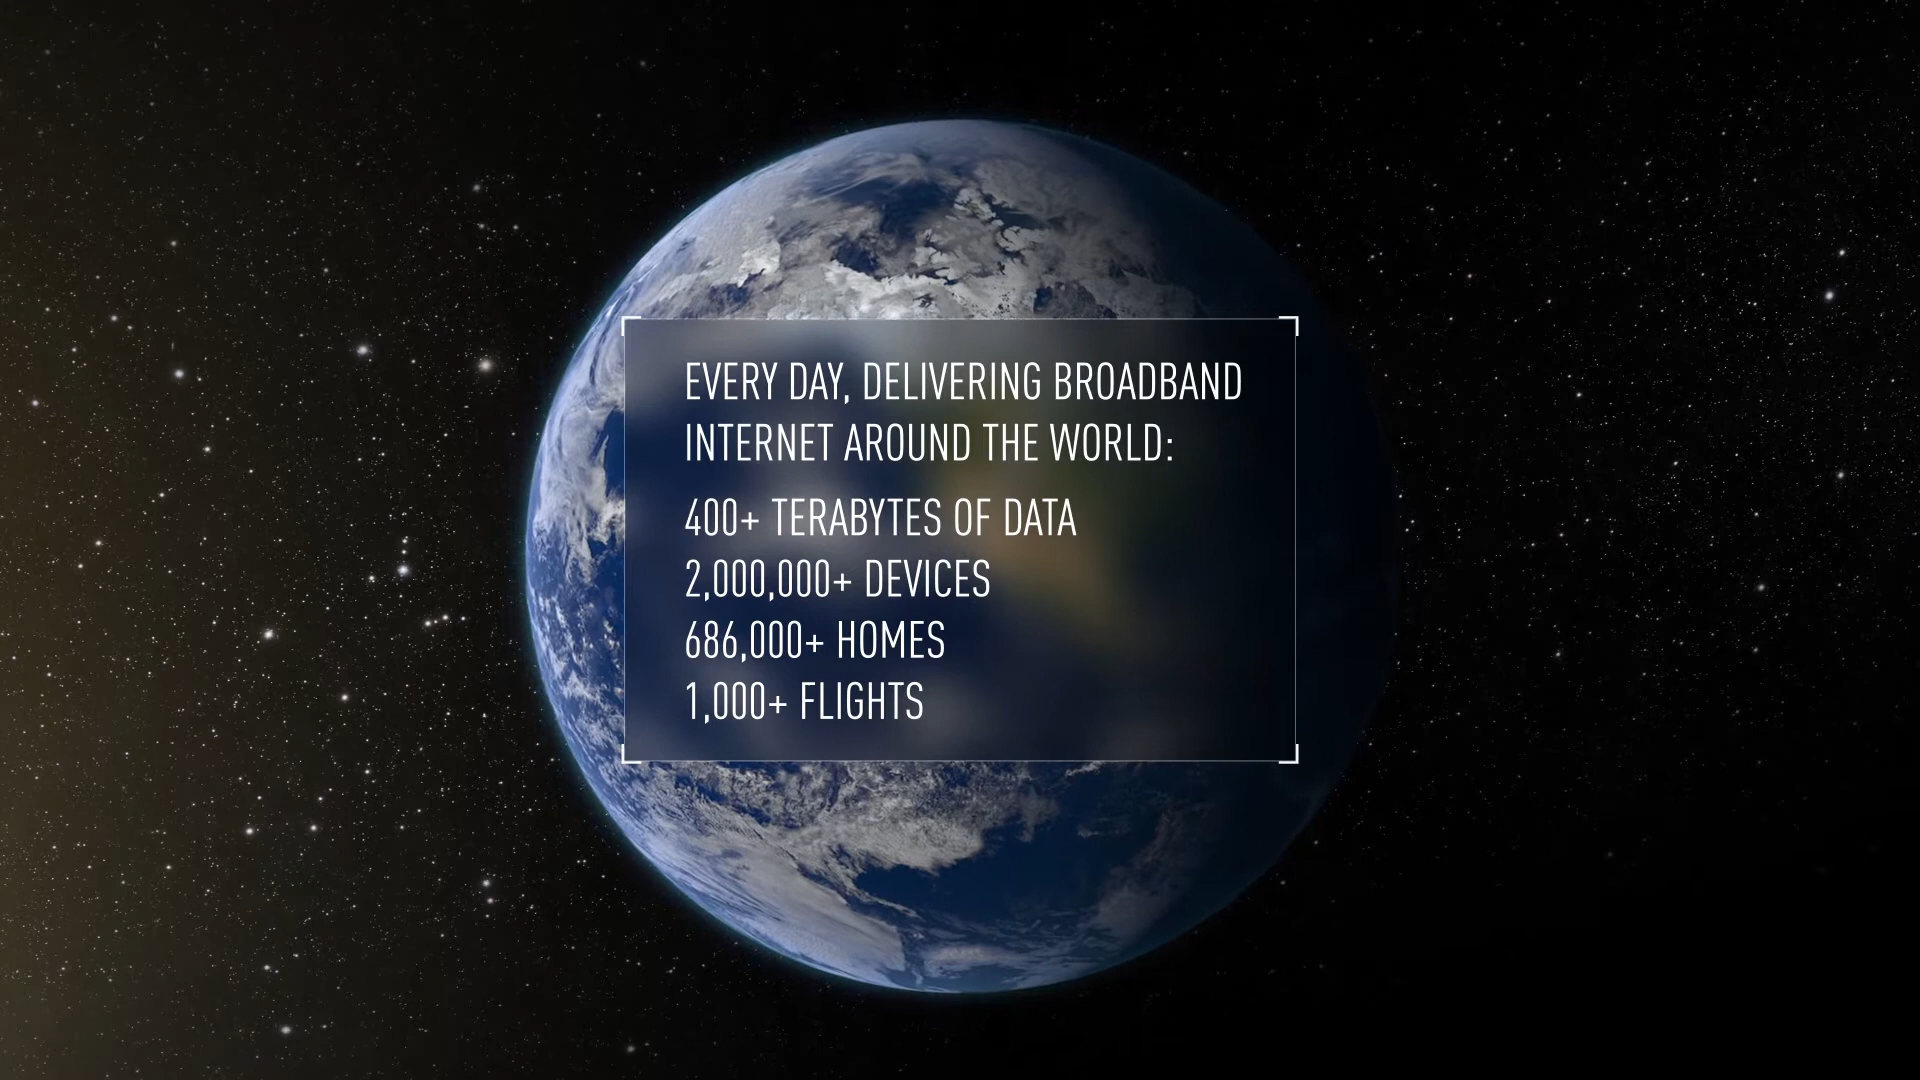 EVERY DAY, DELIVERING BROADBAND
INTERNET AROUND THE WORLD:
400+ TERABYTES OF DATA
2,000,000+ DEVICES
686,000+ HOMES
1,000+ FLIGHTS